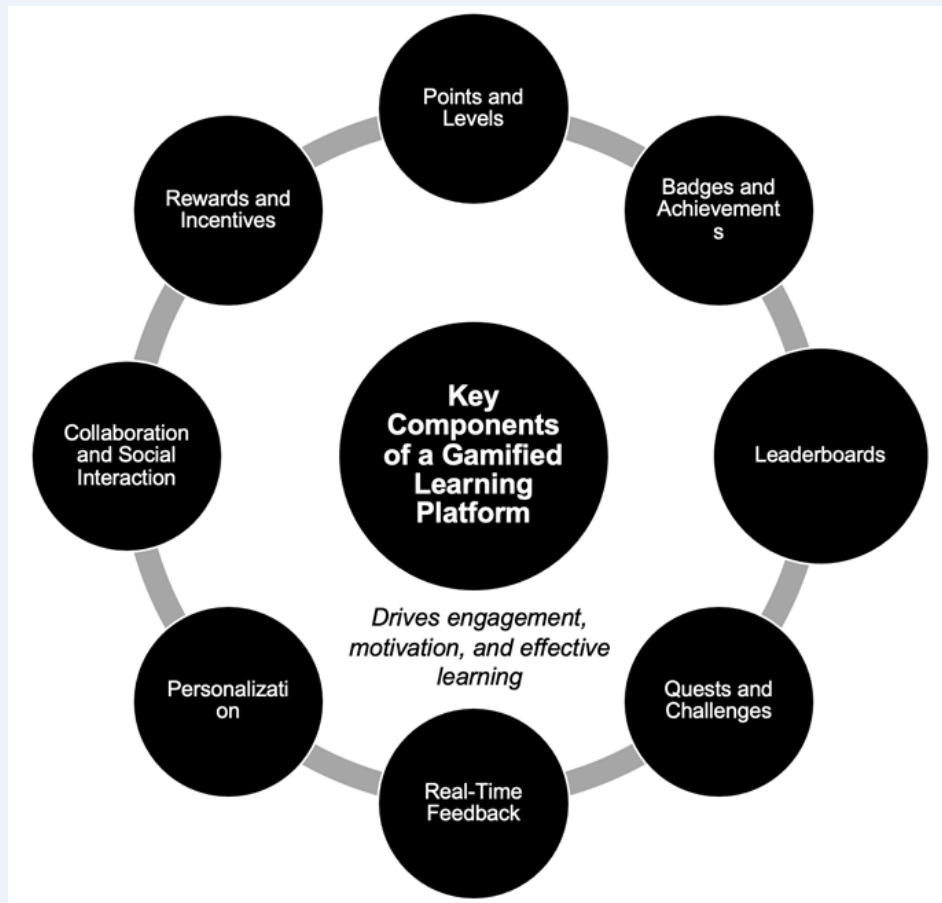 Points and
Levels
Badges and
Achievement
s
Leaderboards
Quests and
Challenges
Real-Time
Feedback
Personalizati
on
Collaboration
and Social
Interaction
Rewards and
Incentives
Key
Components
of a Gamified
Learning
Platform
Drives engagement,
motivation, and effective
learning